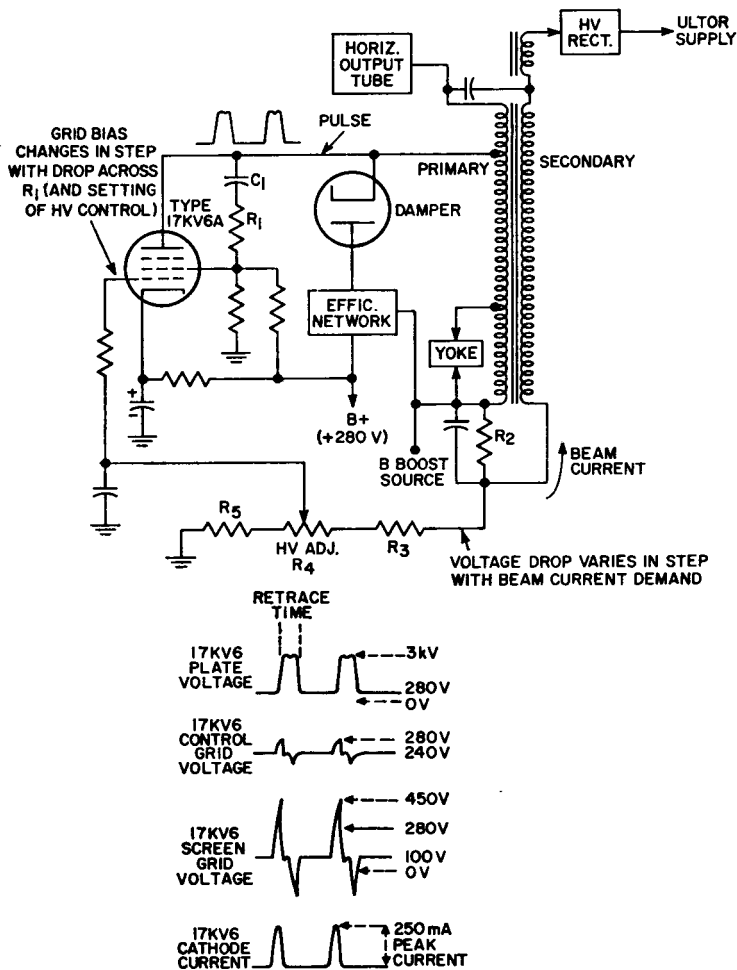 HV
RECT.
ULTOR
SUPPLY
HORIZ.
OUTPUT
TUBE
PULSE
GRID BIAS
CHANGES IN STEP
WITH DROP ACROSS
R1 (AND SETTING
OF HV CONTROL)
TYPE
17KV6A
C1
R1
PRIMARY
SECONDARY
DAMPER
EFFIC.
NETWORK
YOKE
+
-
B+
(+280 V)
B BOOST
SOURCE
R2
BEAM
CURRENT
R5
HV ADJ.
R4
R3
VOLTAGE DROP VARIES IN STEP
WITH BEAM CURRENT DEMAND
RETRACE
TIME
17KV6
PLATE
VOLTAGE
3kV
280V
0V
17KV6
CONTROL
GRID
VOLTAGE
280V
240V
17KV6
SCREEN
GRID
VOLTAGE
450V
280V
100V
0V
17KV6
CATHODE
CURRENT
250mA
PEAK
CURRENT